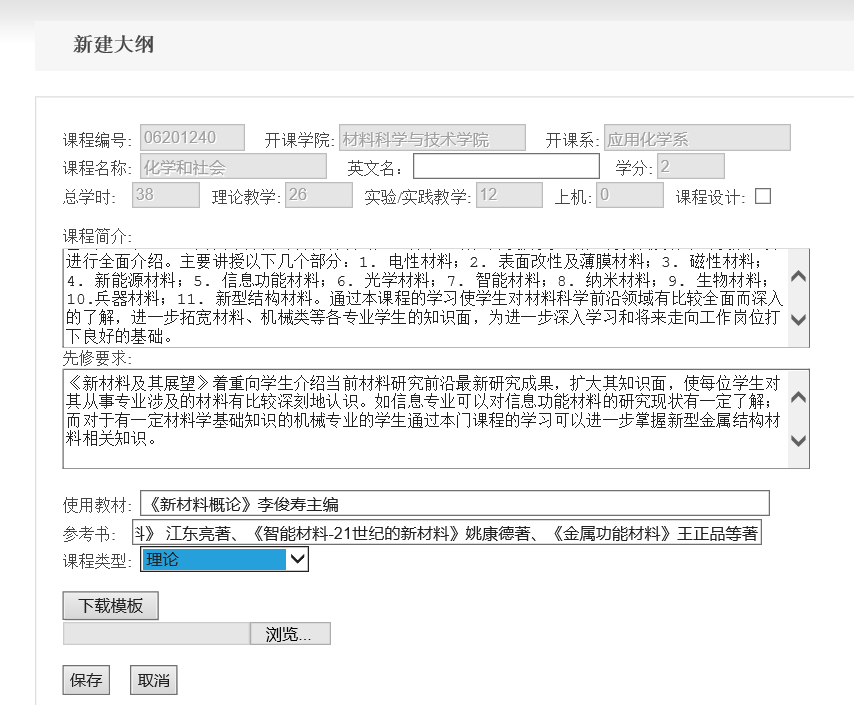 新建大纲
课程编号: 06201240 开课学院: 材料科学与技术学院 开课系: 应用化学系
课程名称: 化学和社会 英文名: 学分: 2
总学时: 38 理论教学: 26 实验/实践教学: 12 上机: 0 课程设计:
课程简介:
进行全面介绍。主要讲授以下几个部分：1. 电性材料；2. 表面改性及薄膜材料；3. 磁性材料；
4. 新能源材料；5. 信息功能材料；6. 光学材料；7. 智能材料；8. 纳米材料；9. 生物材料；
10.兵器材料；11. 新型结构材料。通过本课程的学习使学生对材料科学前沿领域有比较全面而深入
的了解，进一步拓宽材料、机械类等各专业学生的知识面，为进一步深入学习和将来走向工作岗位打
下良好的基础。
先修要求:
《新材料及其展望》着重向学生介绍当前材料研究前沿最新研究成果，扩大其知识面，使每位学生对
其从事专业涉及的材料有比较深刻地认识。如信息专业可以对信息功能材料的研究现状有一定了解；
而对于有一定材料学基础知识的机械专业的学生通过本门课程的学习可以进一步掌握新型金属结构材
料相关知识。
使用教材: 《新材料概论》李俊寿主编
参考书: 》 江东亮著、《智能材料-21世纪的新材料》姚康德著、《金属功能材料》王正品等著
课程类型: 理论
下载模板
浏览...
保存 取消